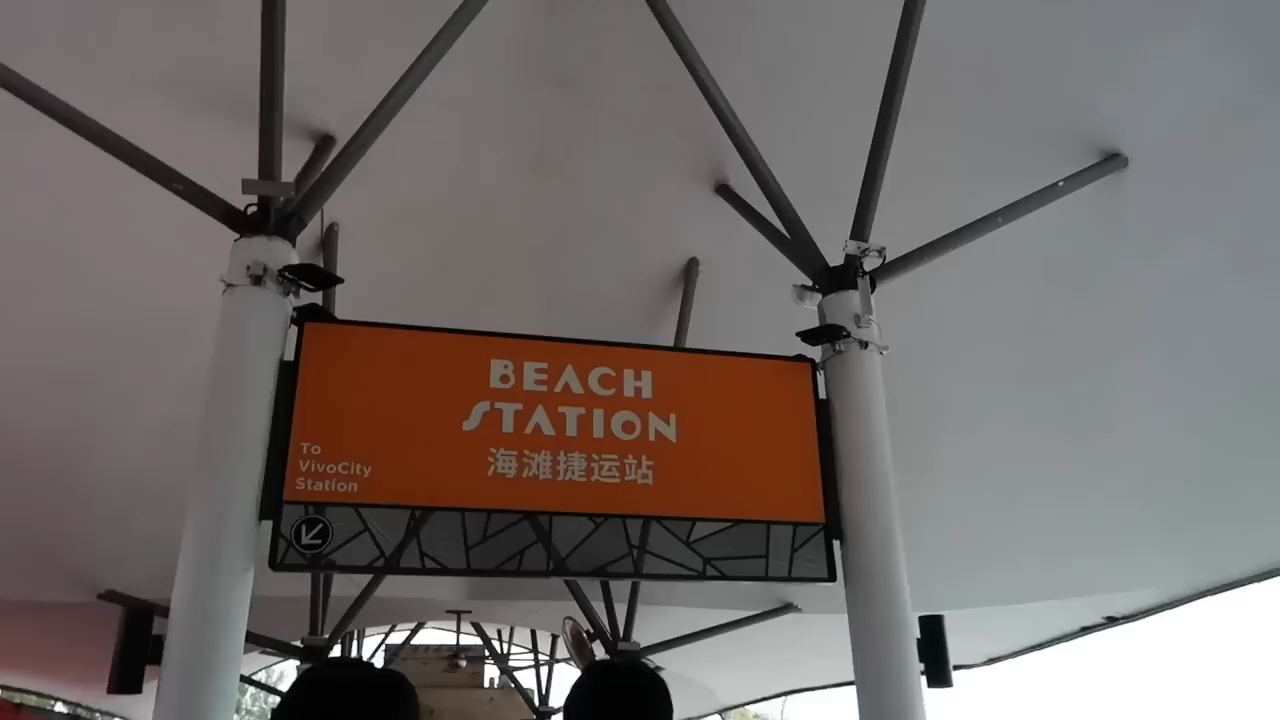 BEACH
STATION
海滩捷运站
To
VivoCity
Station